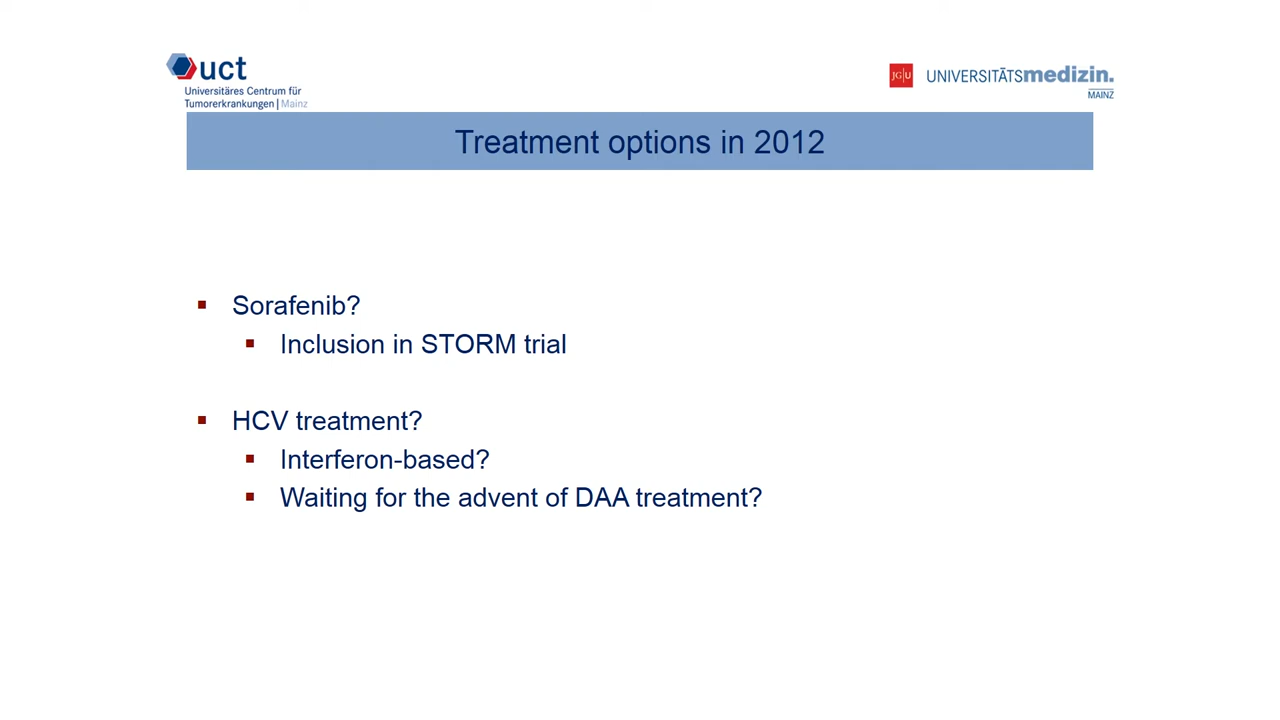 uct
Universitäres Centrum für
Tumorerkrankungen | Mainz
JG|U UNIVERSITÄTSmedizin.
MAINZ
Treatment options in 2012
Sorafenib?
Inclusion in STORM trial
HCV treatment?
Interferon-based?
Waiting for the advent of DAA treatment?